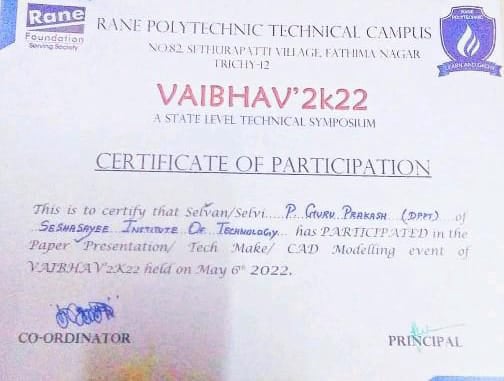 Rane
Foundation
Serving Society
RANE POLYTECHNIC TECHNICAL CAMPUS
NO.82, SETHURAPATTI VILLAGE, FATHIMA NAGAR
TRICHY-12
RANE POLYTECHNIC
LEARN AND GROW
VAIBHAV'2k22
A STATE LEVEL TECHNICAL SYMPOSIUM
CERTIFICATE OF PARTICIPATION
This is to certify that Selvan/Selvi... P. GURU PRAKASH (DPPT) of
SESHASAYEE INSTITUTE OF TECHNOLOGY... has PARTICIPATED in the
Paper Presentation/ Tech Make/ CAD Modelling event of
VAIBHAV'2K22 held on May 6th 2022.
CO-ORDINATOR
PRINCIPAL